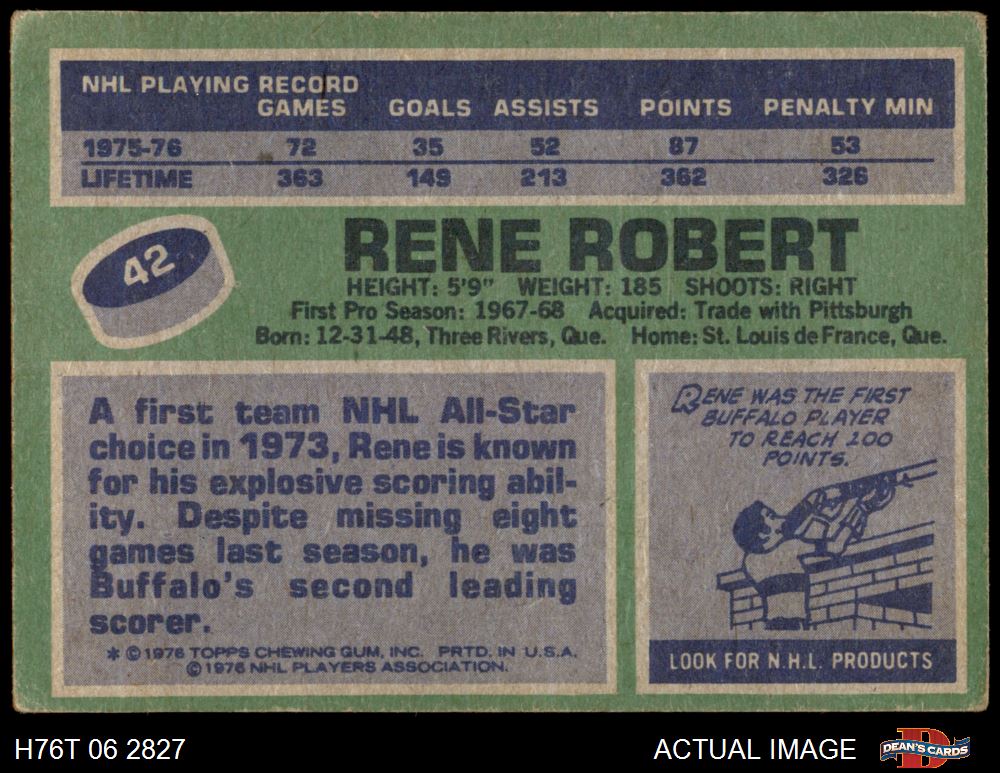 NHL PLAYING RECORD
GAMES GOALS ASSISTS POINTS PENALTY MIN
1975-76 72 35 52 87 53
LIFETIME 363 149 213 362 326
42
RENE ROBERT
HEIGHT: 5'9" WEIGHT: 185 SHOOTS: RIGHT
First Pro Season: 1967-68 Acquired: Trade with Pittsburgh
Born: 12-31-48, Three Rivers, Que. Home: St. Louis de France, Que.
A first team NHL All-Star
choice in 1973, Rene is known
for his explosive scoring abil-
ity. Despite missing eight
games last season, he was
Buffalo's second leading
scorer.
* © 1976 TOPPS CHEWING GUM, INC. PRTD. IN U.S.A.
© 1976 NHL PLAYERS ASSOCIATION.
RENE WAS THE FIRST
BUFFALO PLAYER
TO REACH 100
POINTS.
LOOK FOR N.H.L. PRODUCTS
H76T 06 2827
ACTUAL IMAGE
D
DEAN'S CARDS